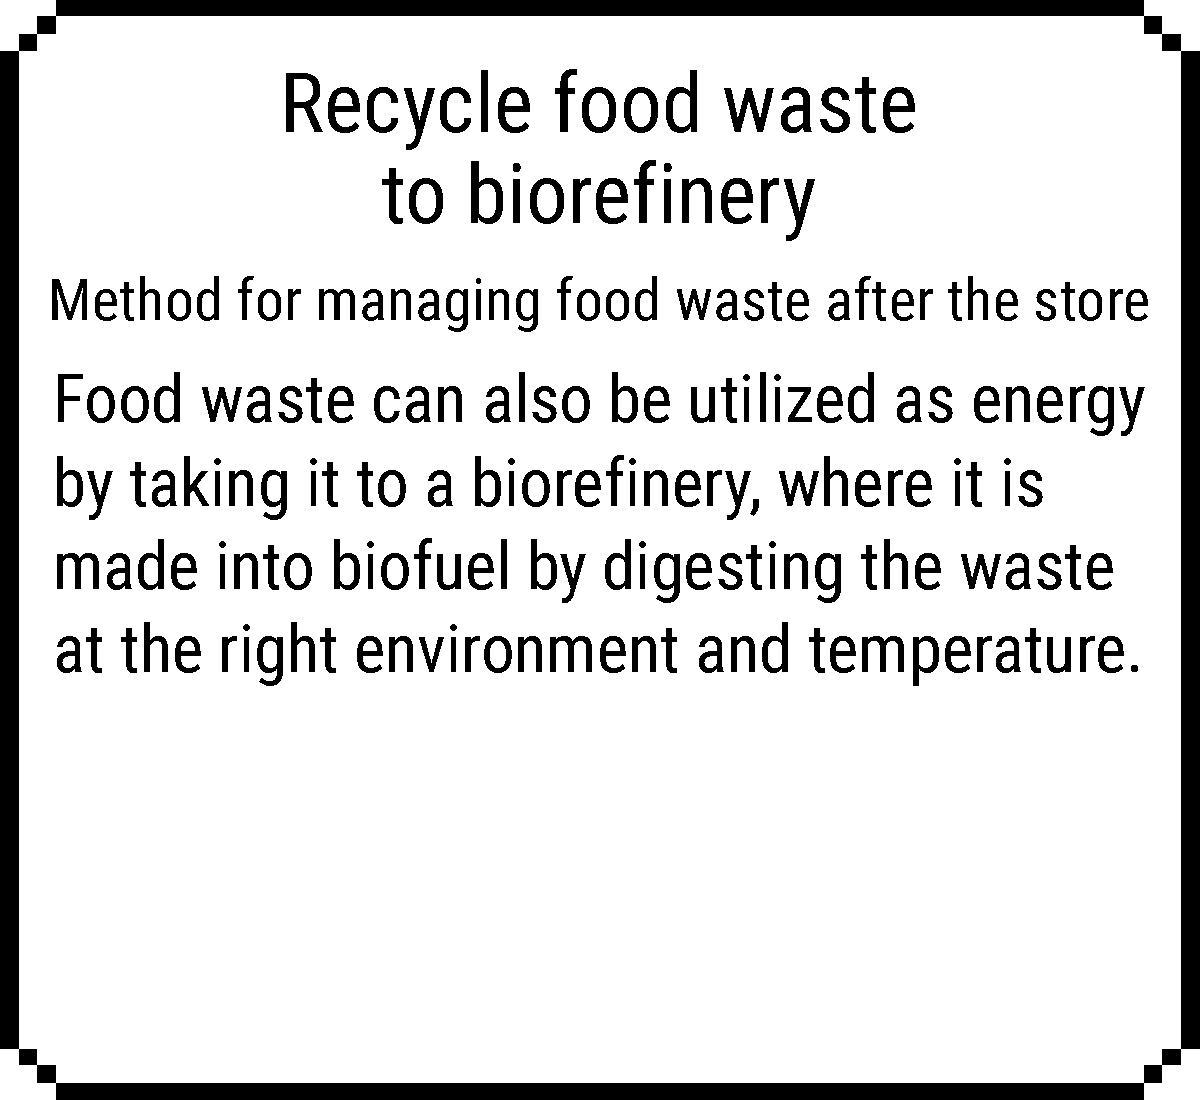 Recycle food waste
to biorefinery
Method for managing food waste after the store
Food waste can also be utilized as energy
by taking it to a biorefinery, where it is
made into biofuel by digesting the waste
at the right environment and temperature.